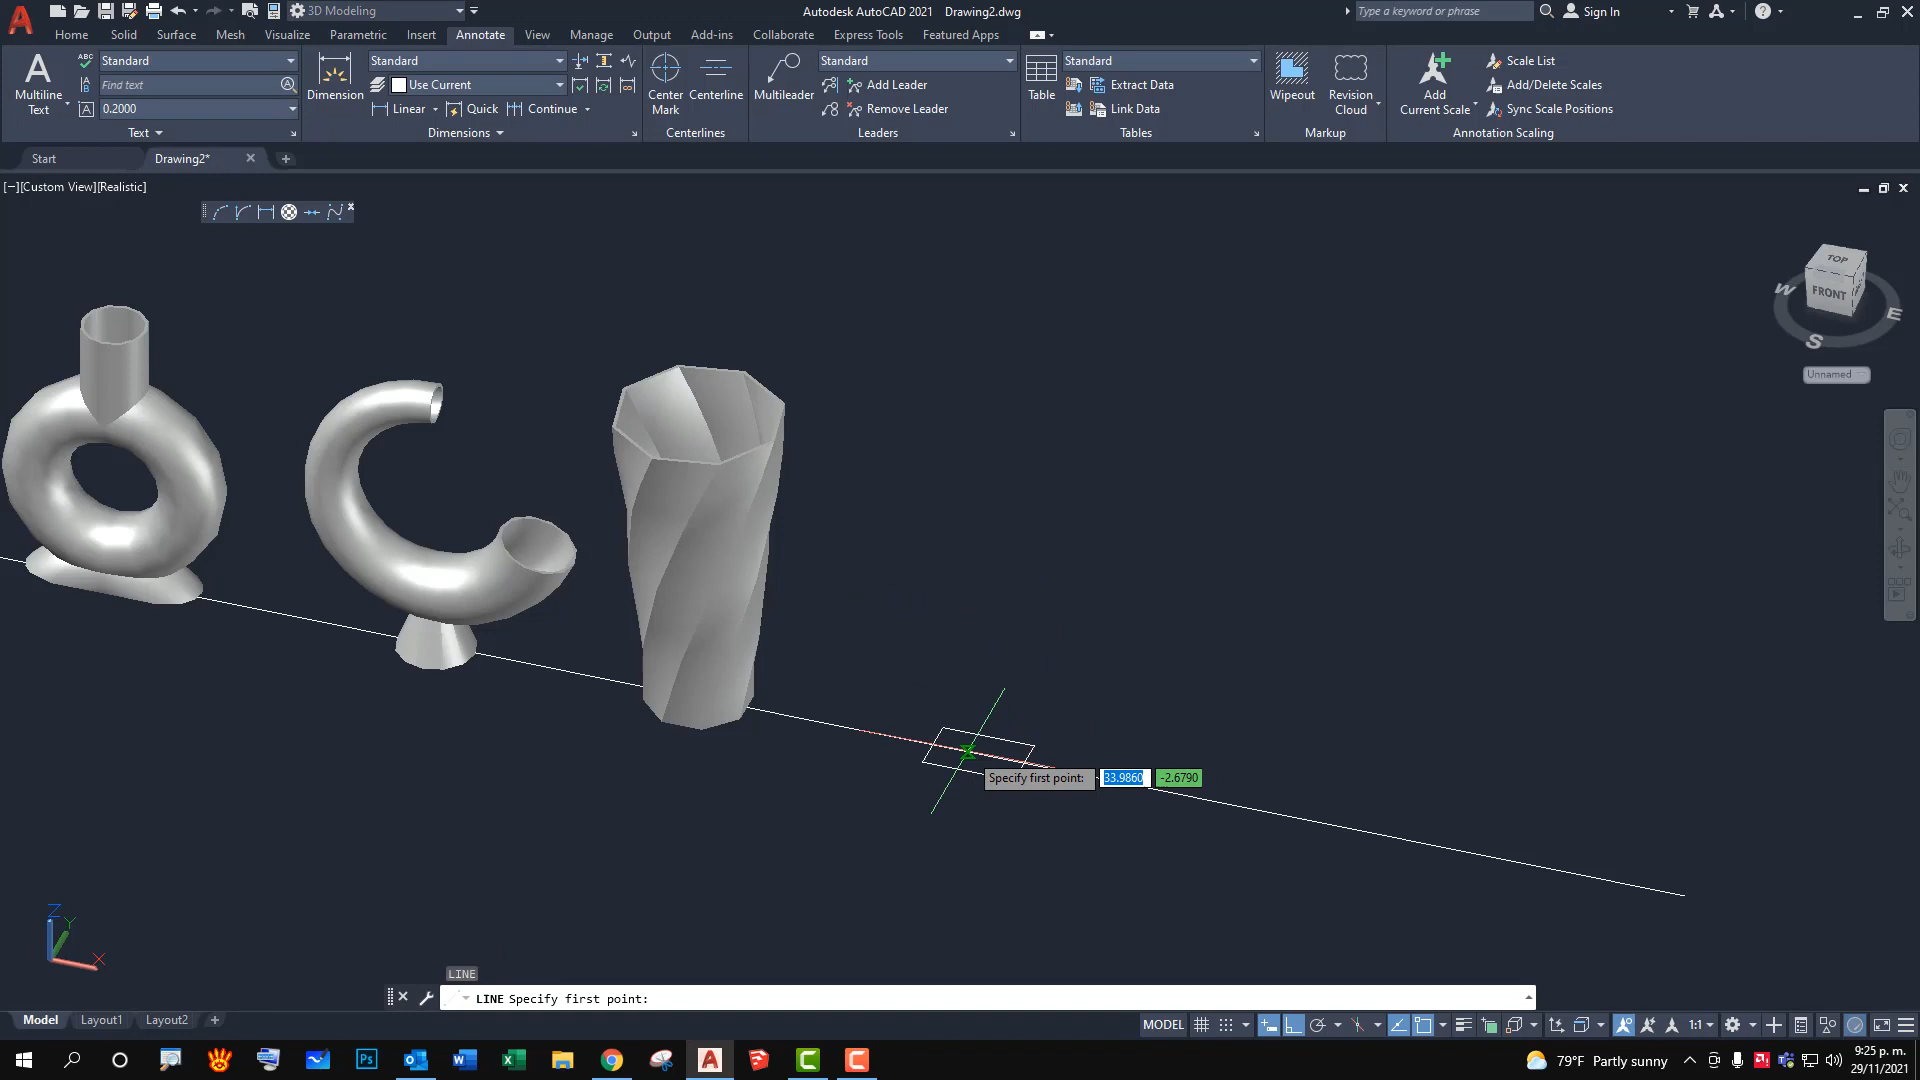 3D Modeling
Autodesk AutoCAD 2021 Drawing2.dwg
Type a keyword or phrase
Sign In
Home Solid Surface Mesh Visualize Parametric Insert Annotate View Manage Output Add-ins Collaborate Express Tools Featured Apps
A Multiline Text
ABC Standard
Find text
0.2000
Text
Dimension
Standard
Use Current
Linear Quick Continue
Dimensions
Center Mark
Centerline
Centerlines
Multileader
Standard
Add Leader
Remove Leader
Leaders
Table
Standard
Extract Data
Link Data
Tables
Wipeout
Revision Cloud
Markup
Add Current Scale
Scale List
Add/Delete Scales
Sync Scale Positions
Annotation Scaling
Start Drawing2*
[−][Custom View][Realistic]
TOP
FRONT
W
E
S
Unnamed
Specify first point: 33.9860 -2.6790
Z
Y
X
LINE
LINE Specify first point:
Model Layout1 Layout2
MODEL 1:1
79°F Partly sunny
9:25 p. m.
29/11/2021